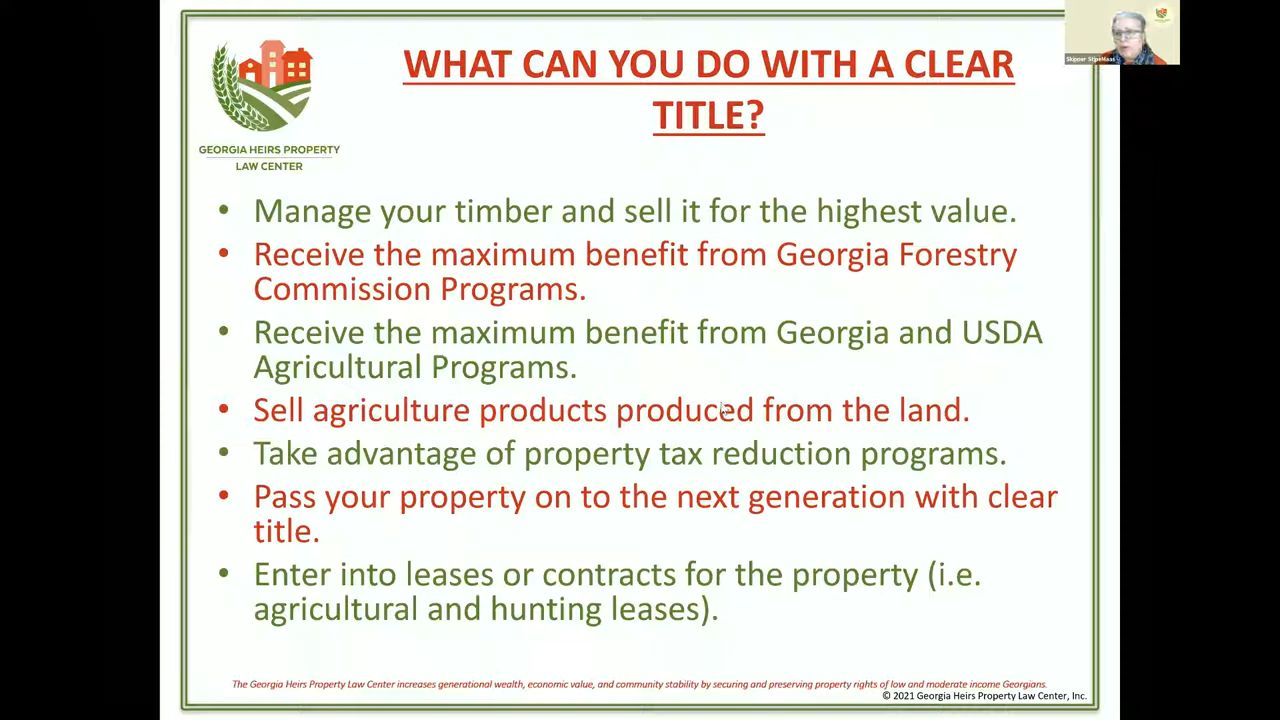 Skipper StipeMaas
GEORGIA HEIRS PROPERTY
LAW CENTER
WHAT CAN YOU DO WITH A CLEAR
TITLE?
• Manage your timber and sell it for the highest value.
• Receive the maximum benefit from Georgia Forestry
Commission Programs.
• Receive the maximum benefit from Georgia and USDA
Agricultural Programs.
• Sell agriculture products produced from the land.
• Take advantage of property tax reduction programs.
• Pass your property on to the next generation with clear
title.
• Enter into leases or contracts for the property (i.e.
agricultural and hunting leases).
The Georgia Heirs Property Law Center increases generational wealth, economic value, and community stability by securing and preserving property rights of low and moderate income Georgians.
© 2021 Georgia Heirs Property Law Center, Inc.